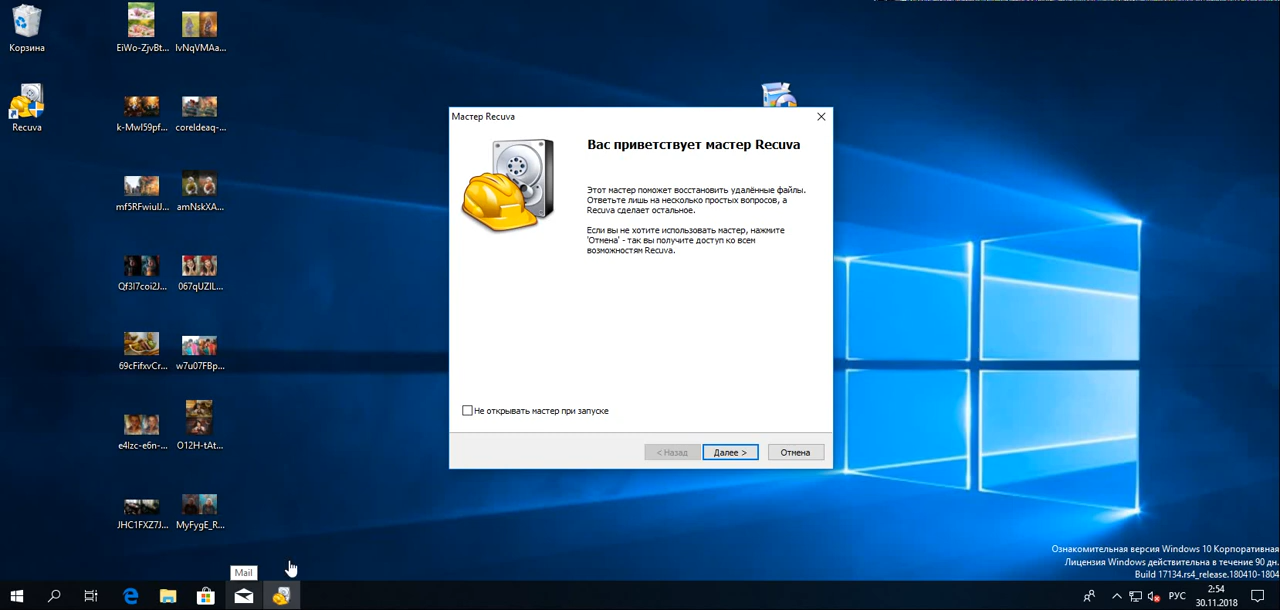 Корзина
EiWo-ZjvBt...
IvNqVMAa...
Recuva
k-Mwl59pf...
coreldeaq-...
mf5RFwiulJ...
amNskXA...
Qf3I7coi2J...
067qUZIL...
69cFifxvCr...
w7u07FBp...
e4lzc-e6n-...
O12H-tAt...
JHC1FXZ7J...
MyFygE_R...
Мастер Recuva
Вас приветствует мастер Recuva
Этот мастер поможет восстановить удалённые файлы.
Ответьте лишь на несколько простых вопросов, а
Recuva сделает остальное.
Если вы не хотите использовать мастер, нажмите
'Отмена' - так вы получите доступ ко всем
возможностям Recuva.
Не открывать мастер при запуске
< Назад
Далее >
Отмена
Ознакомительная версия Windows 10 Корпоративная
Лицензия Windows действительна в течение 90 дн.
Build 17134.rs4_release.180410-1804
Mail
РУС
2:54
30.11.2018